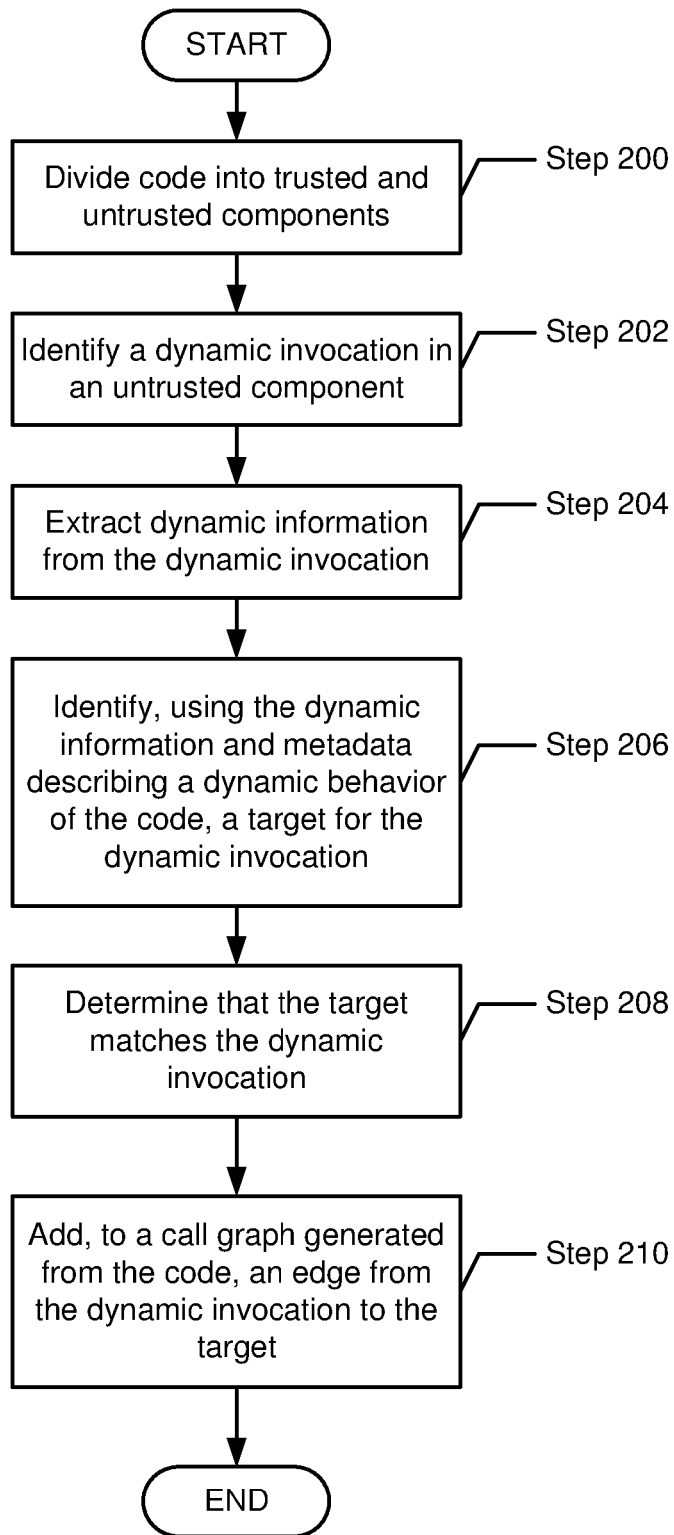 START
Divide code into trusted and
untrusted components
Step 200
Identify a dynamic invocation in
an untrusted component
Step 202
Extract dynamic information
from the dynamic invocation
Step 204
Identify, using the dynamic
information and metadata
describing a dynamic behavior
of the code, a target for the
dynamic invocation
Step 206
Determine that the target
matches the dynamic
invocation
Step 208
Add, to a call graph generated
from the code, an edge from
the dynamic invocation to the
target
Step 210
END